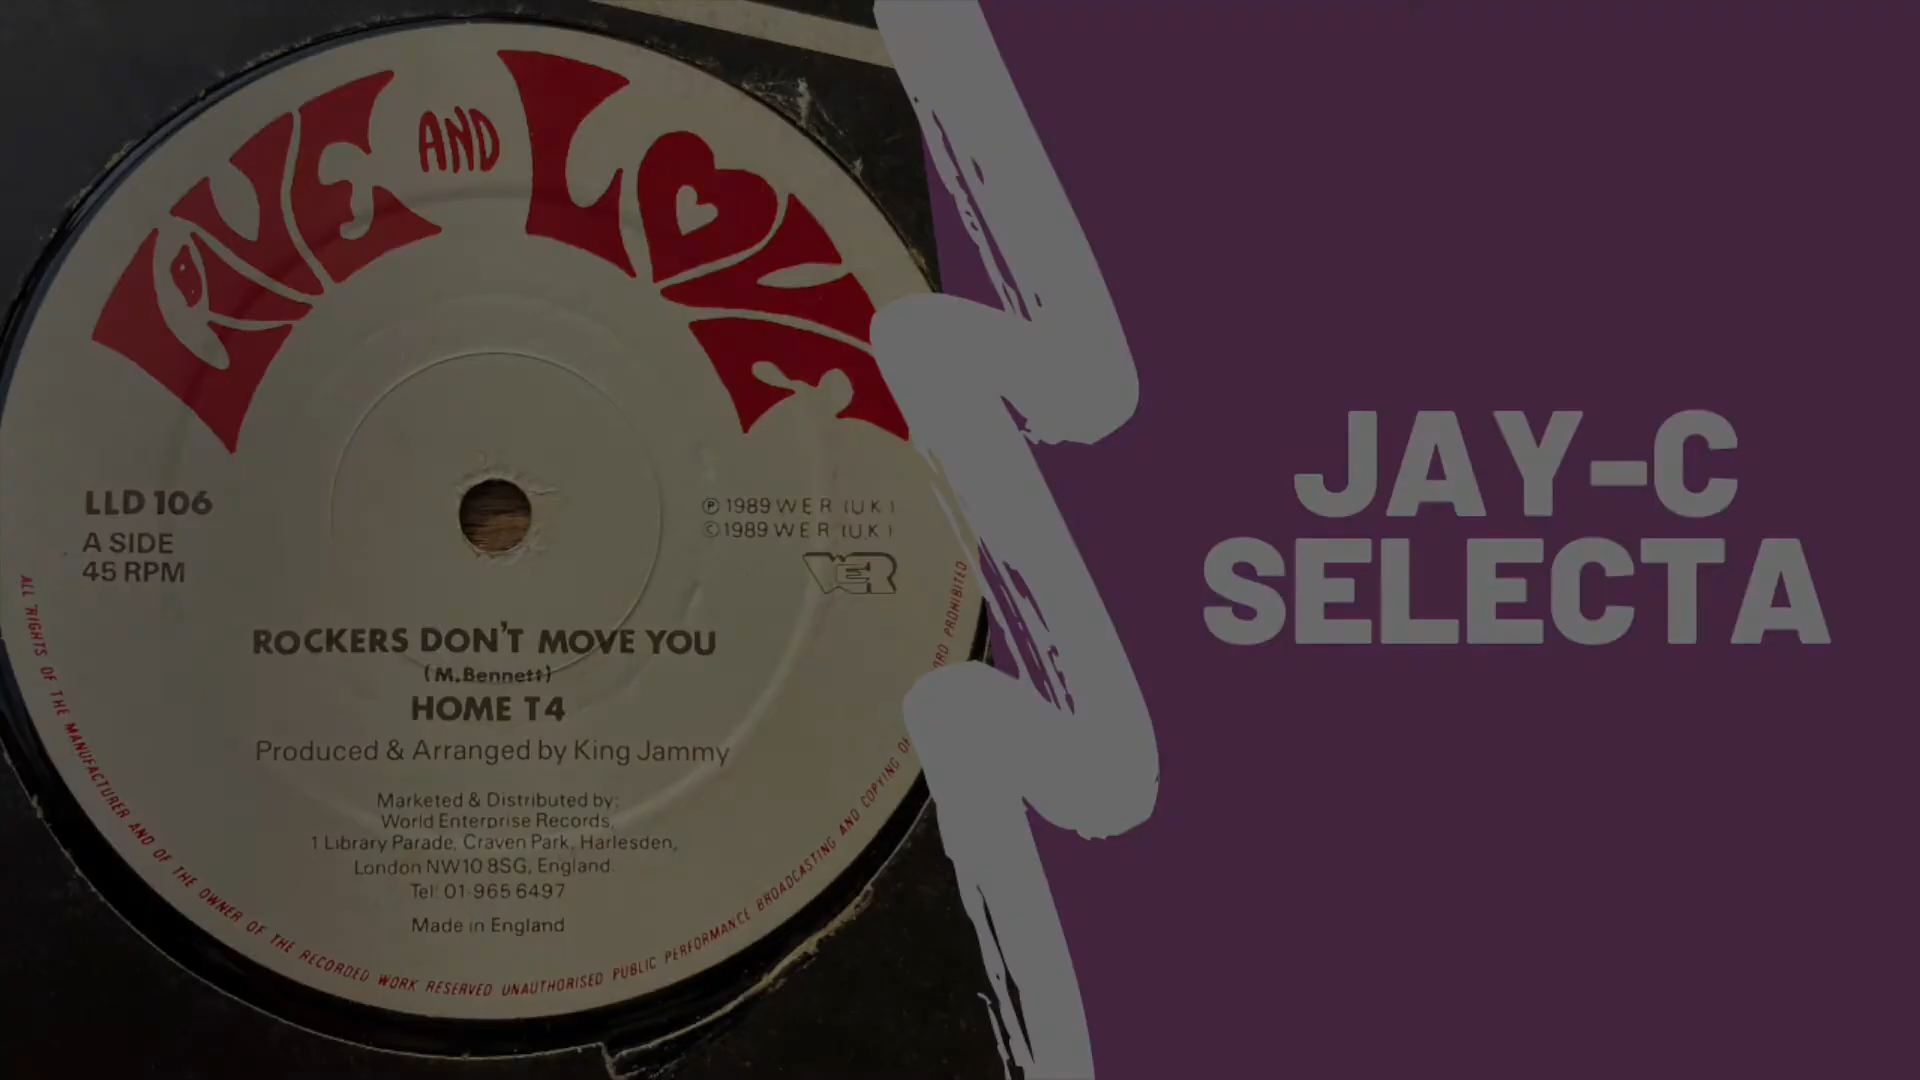 LIVE AND LOVE
LLD 106
A SIDE
45 RPM
℗ 1989 W E R (U.K.)
© 1989 W E R (U.K.)
WER
ROCKERS DON'T MOVE YOU
(M.Bennett)
HOME T4
Produced & Arranged by King Jammy
Marketed & Distributed by:
World Enterprise Records,
1 Library Parade, Craven Park, Harlesden,
London NW10 8SG, England.
Tel: 01-965 6497
Made in England
ALL RIGHTS OF THE MANUFACTURER AND OF THE OWNER OF THE RECORDED WORK RESERVED UNAUTHORISED PUBLIC PERFORMANCE BROADCASTING AND COPYING OF PROHIBITED
JAY-C
SELECTA